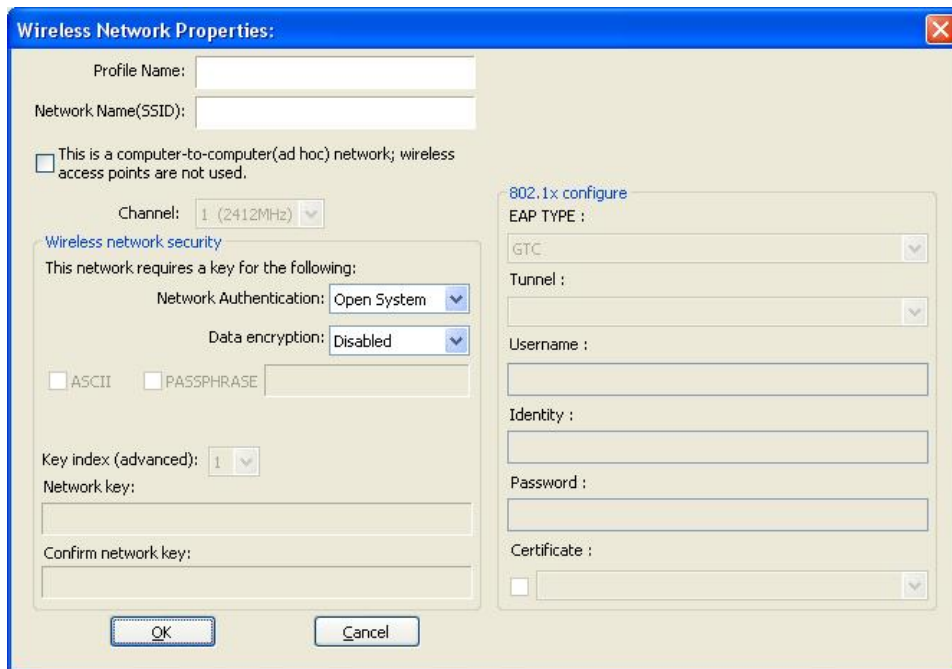 Wireless Network Properties:
Profile Name:
Network Name(SSID):
This is a computer-to-computer(ad hoc) network; wireless
access points are not used.
Channel: 1 (2412MHz)
Wireless network security
This network requires a key for the following:
Network Authentication: Open System
Data encryption: Disabled
ASCII PASSPHRASE
Key index (advanced): 1
Network key:
Confirm network key:
OK Cancel
802.1x configure
EAP TYPE :
GTC
Tunnel :
Username :
Identity :
Password :
Certificate :